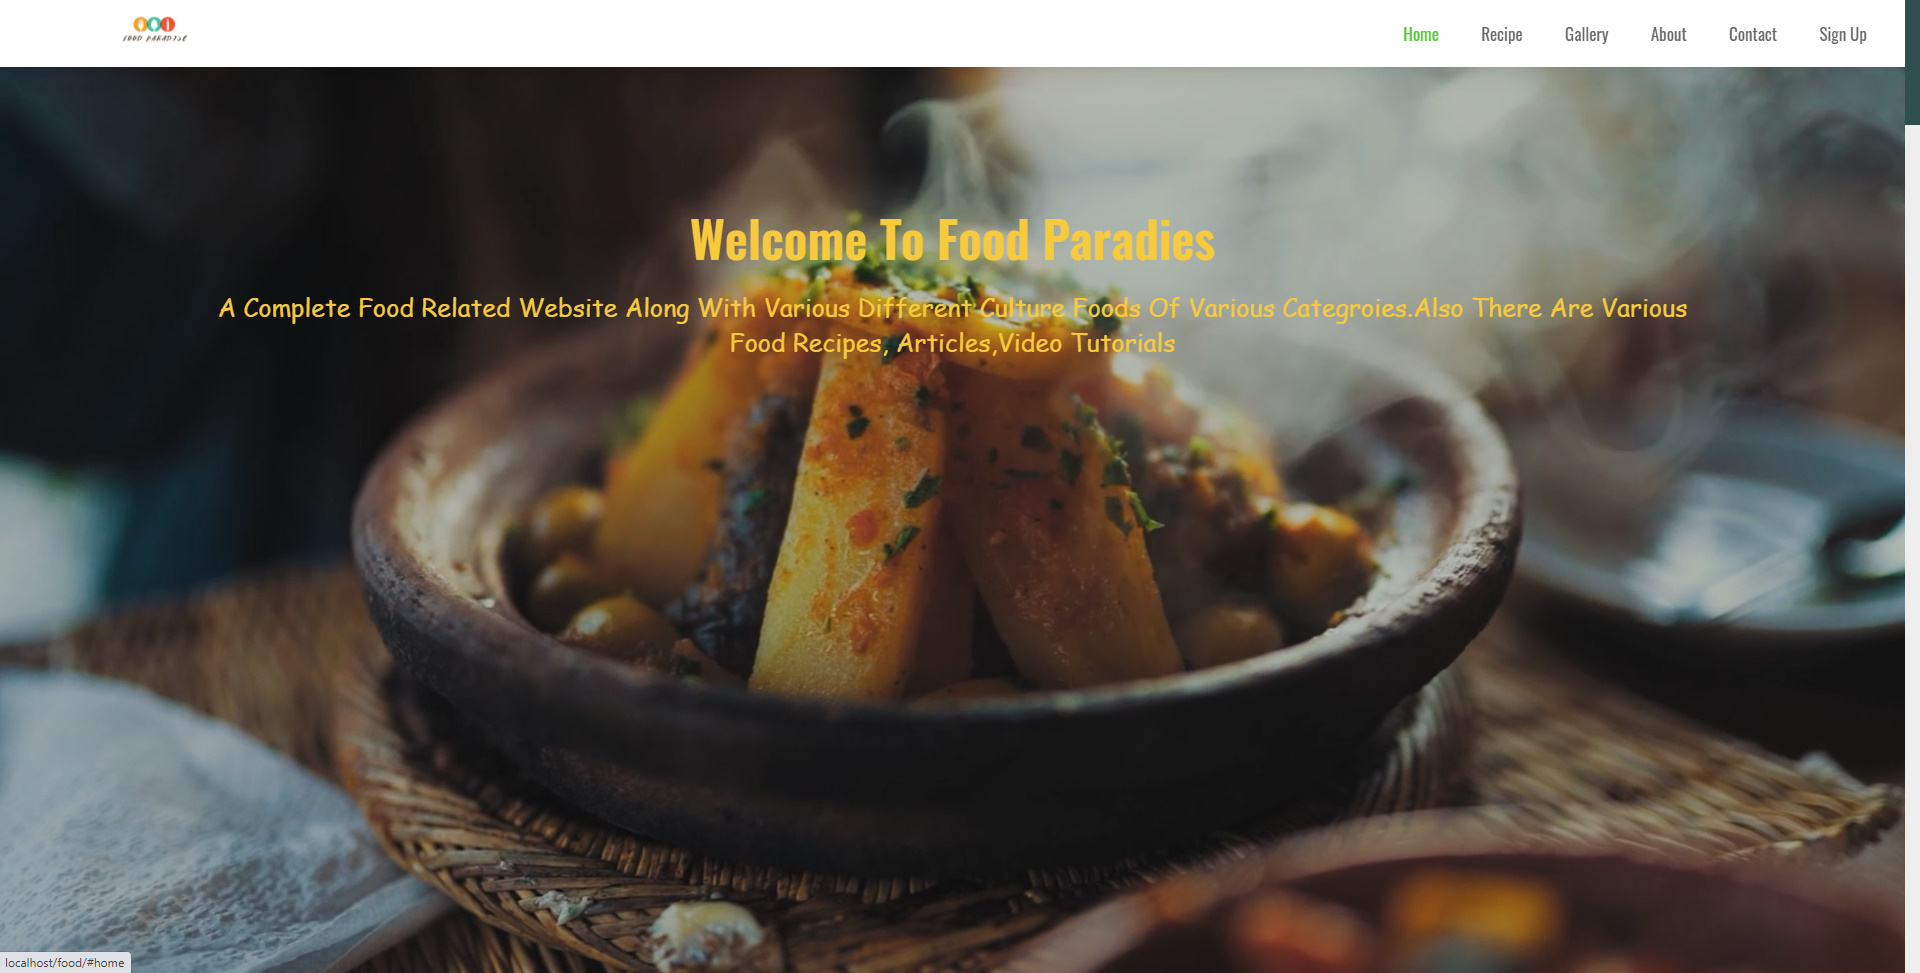 FOOD PARADISE
Home Recipe Gallery About Contact Sign Up
Welcome To Food Paradies
A Complete Food Related Website Along With Various Different Culture Foods Of Various Categroies.Also There Are Various
Food Recipes, Articles,Video Tutorials
localhost/food/#home